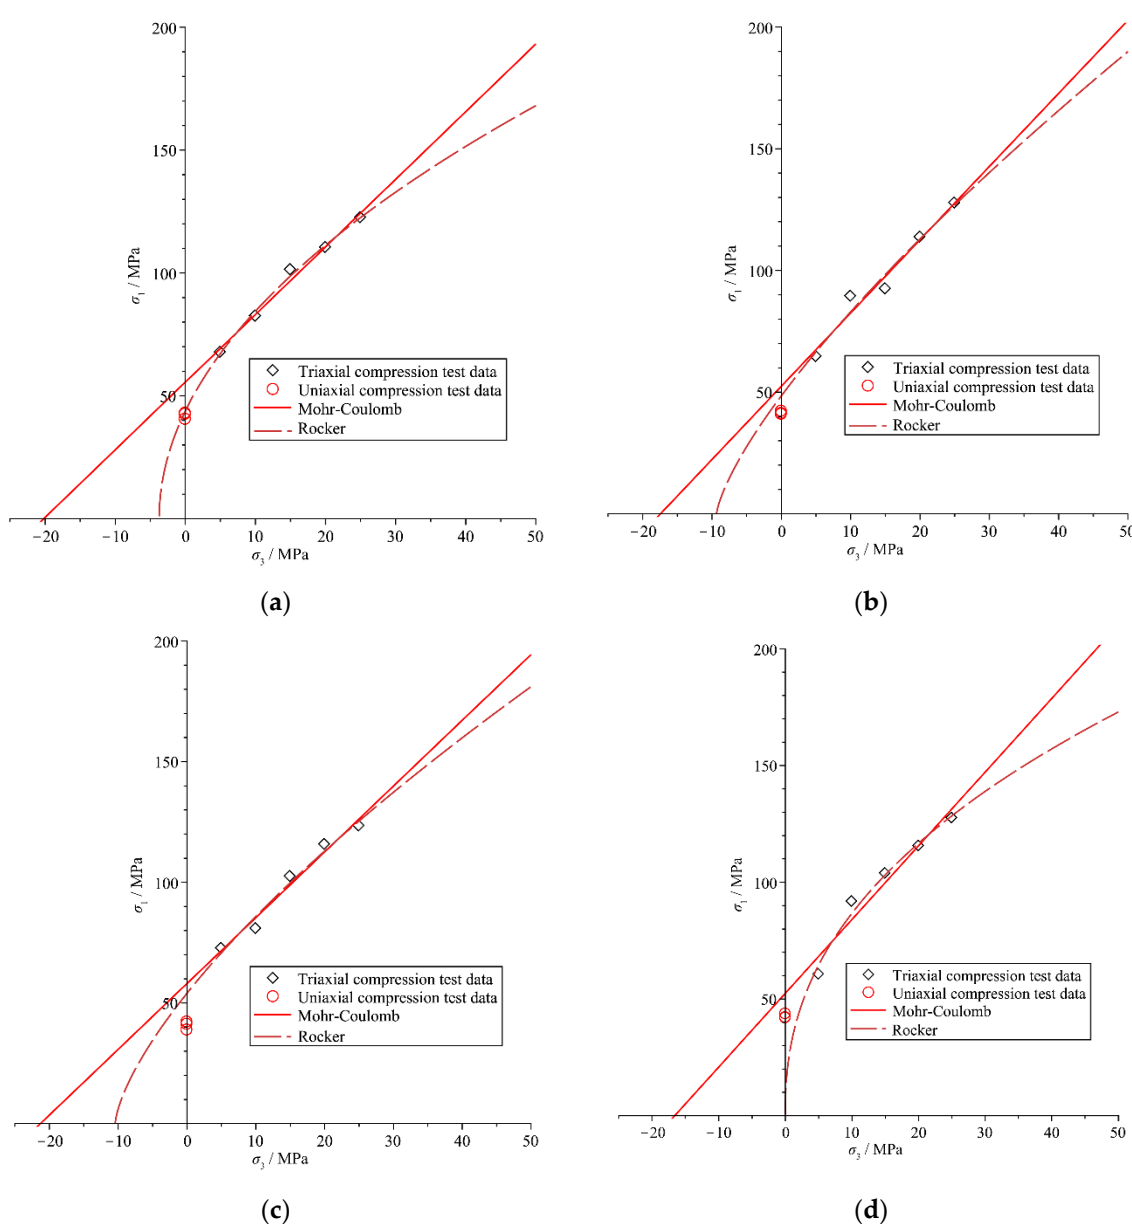 200
150
100
50
σ1 / MPa
Triaxial compression test data
Uniaxial compression test data
Mohr-Coulomb
Rocker
−20 −10 0 10 20 30 40 50
σ3 / MPa
(a)
200
150
100
50
σ1 / MPa
Triaxial compression test data
Uniaxial compression test data
Mohr-Coulomb
Rocker
−20 −10 0 10 20 30 40 50
σ3 / MPa
(b)
200
150
100
50
σ1 / MPa
Triaxial compression test data
Uniaxial compression test data
Mohr-Coulomb
Rocker
−20 −10 0 10 20 30 40 50
σ3 / MPa
(c)
200
150
100
50
σ1 / MPa
Triaxial compression test data
Uniaxial compression test data
Mohr-Coulomb
Rocker
−20 −10 0 10 20 30 40 50
σ3 / MPa
(d)